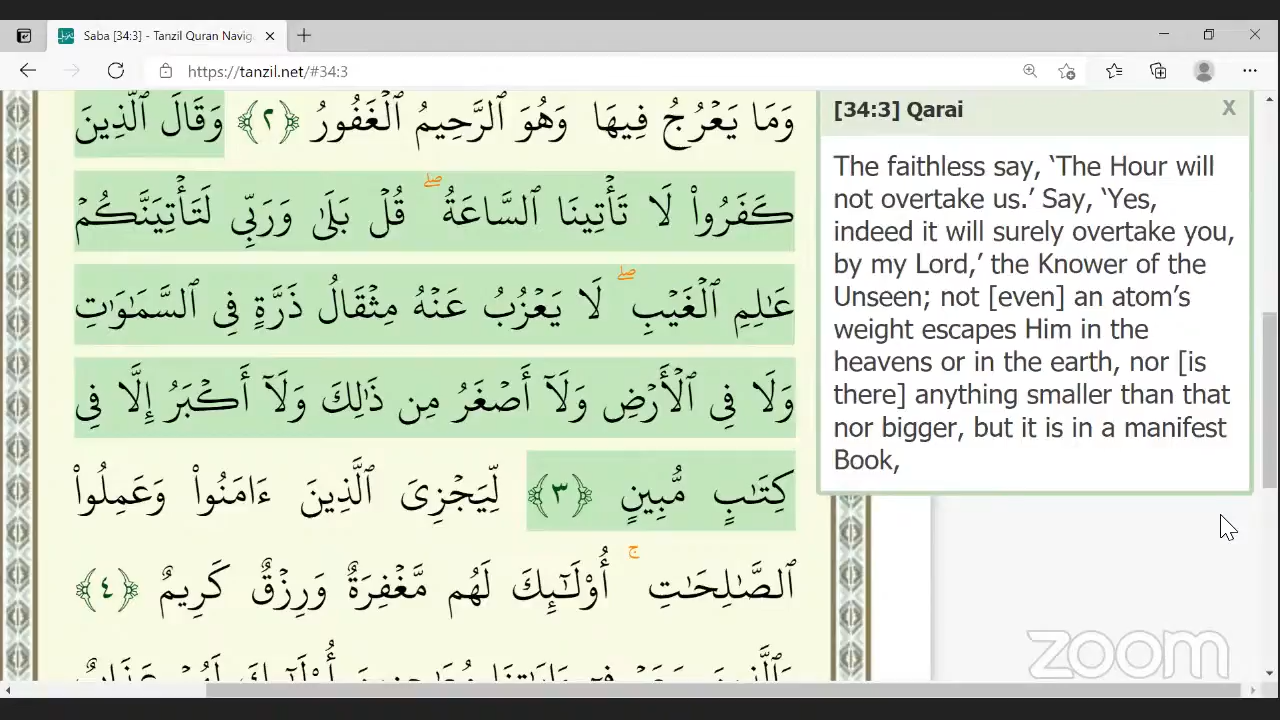 Saba [34:3] - Tanzil Quran Navig
https://tanzil.net/#34:3
وَمَا يَعْرُجُ فِيهَا وَهُوَ ٱلرَّحِيمُ ٱلْغَفُورُ ﴿٢﴾ وَقَالَ ٱلَّذِينَ
كَفَرُوا۟ لَا تَأْتِينَا ٱلسَّاعَةُ ۖ قُلْ بَلَىٰ وَرَبِّى لَتَأْتِيَنَّكُمْ
عَـٰلِمِ ٱلْغَيْبِ ۖ لَا يَعْزُبُ عَنْهُ مِثْقَالُ ذَرَّةٍ فِى ٱلسَّمَـٰوَٰتِ
وَلَا فِى ٱلْأَرْضِ وَلَآ أَصْغَرُ مِن ذَٰلِكَ وَلَآ أَكْبَرُ إِلَّا فِى
كِتَـٰبٍ مُّبِينٍ ﴿٣﴾ لِّيَجْزِىَ ٱلَّذِينَ ءَامَنُوا۟ وَعَمِلُوا۟
ٱلصَّـٰلِحَـٰتِ ۚ أُو۟لَـٰٓئِكَ لَهُم مَّغْفِرَةٌ وَرِزْقٌ كَرِيمٌ ﴿٤﴾
[34:3] Qarai
X
The faithless say, ‘The Hour will
not overtake us.’ Say, ‘Yes,
indeed it will surely overtake you,
by my Lord,’ the Knower of the
Unseen; not [even] an atom’s
weight escapes Him in the
heavens or in the earth, nor [is
there] anything smaller than that
nor bigger, but it is in a manifest
Book,
zoom